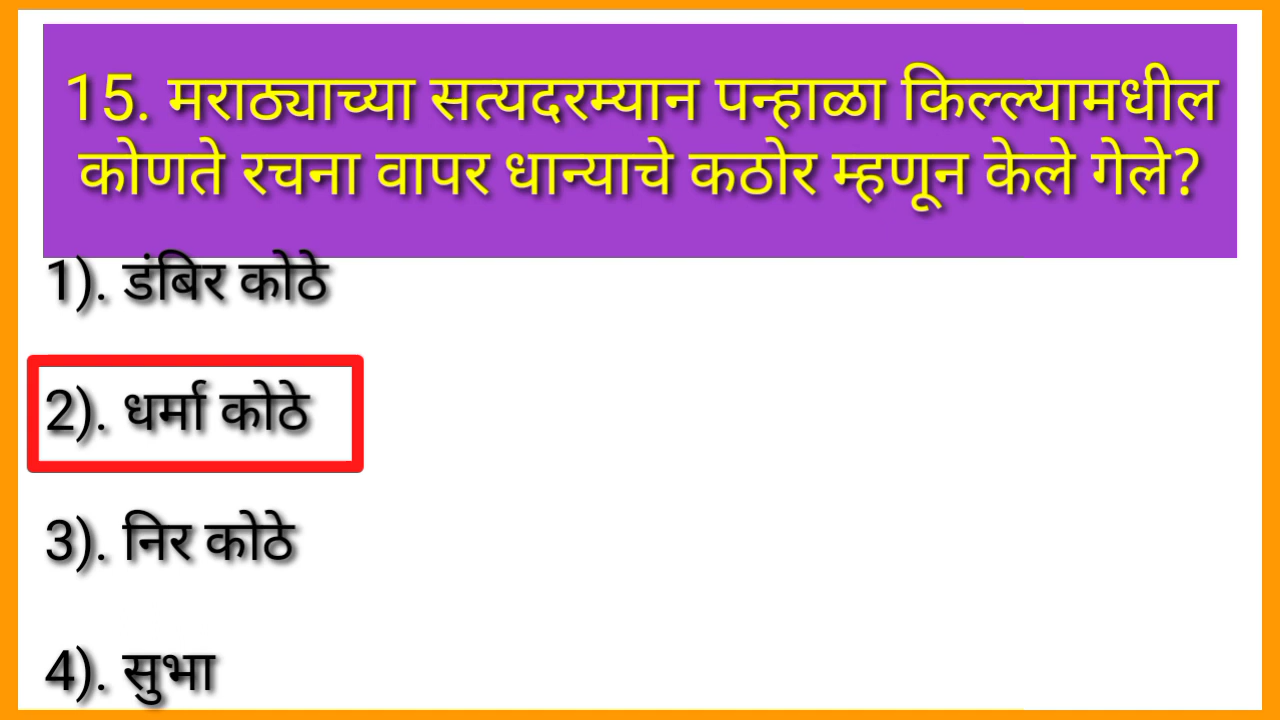 15. मराठ्याच्या सत्यदरम्यान पन्हाळा किल्ल्यामधील
कोणते रचना वापर धान्याचे कठोर म्हणून केले गेले?
1). डंबिर कोठे
2). धर्मा कोठे
3). निर कोठे
4). सुभा